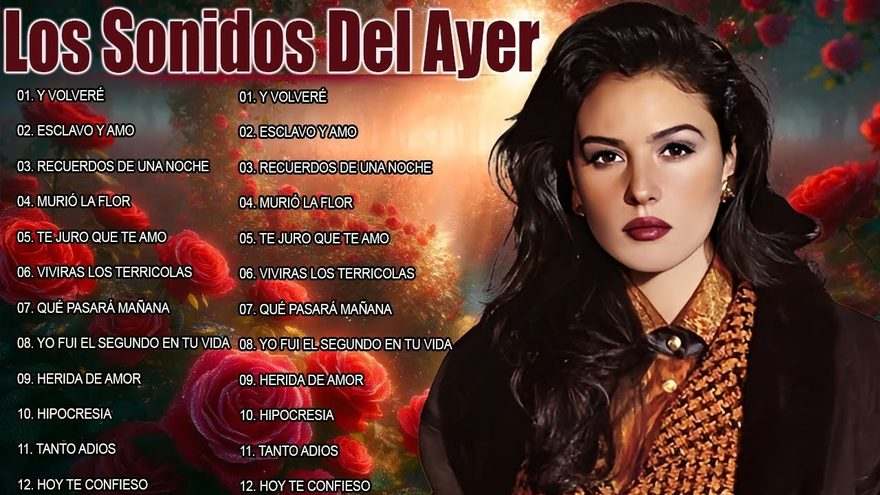 Los Sonidos Del Ayer
01. Y VOLVERÉ
02. ESCLAVO Y AMO
03. RECUERDOS DE UNA NOCHE
04. MURIÓ LA FLOR
05. TE JURO QUE TE AMO
06. VIVIRAS LOS TERRICOLAS
07. QUÉ PASARÁ MAÑANA
08. YO FUI EL SEGUNDO EN TU VIDA
09. HERIDA DE AMOR
10. HIPOCRESIA
11. TANTO ADIOS
12. HOY TE CONFIESO
01. Y VOLVERÉ
02. ESCLAVO Y AMO
03. RECUERDOS DE UNA NOCHE
04. MURIÓ LA FLOR
05. TE JURO QUE TE AMO
06. VIVIRAS LOS TERRICOLAS
07. QUÉ PASARÁ MAÑANA
08. YO FUI EL SEGUNDO EN TU VIDA
09. HERIDA DE AMOR
10. HIPOCRESIA
11. TANTO ADIOS
12. HOY TE CONFIESO